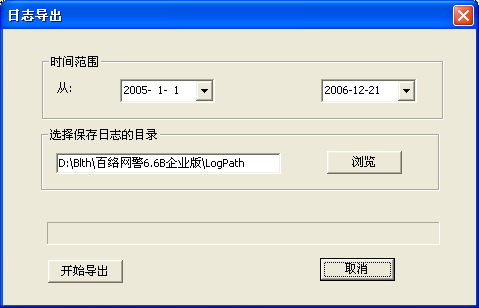 日志导出
时间范围
从: 2005- 1- 1 2006-12-21
选择保存日志的目录
D:\Blth\百络网警6.6B企业版\LogPath 浏览
开始导出 取消